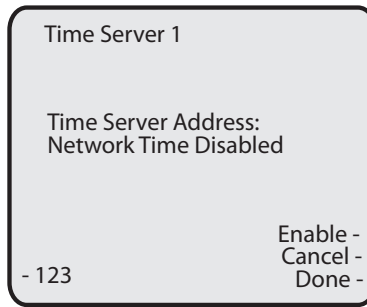 Time Server 1
Time Server Address:
Network Time Disabled
Enable -
Cancel -
- 123 Done -